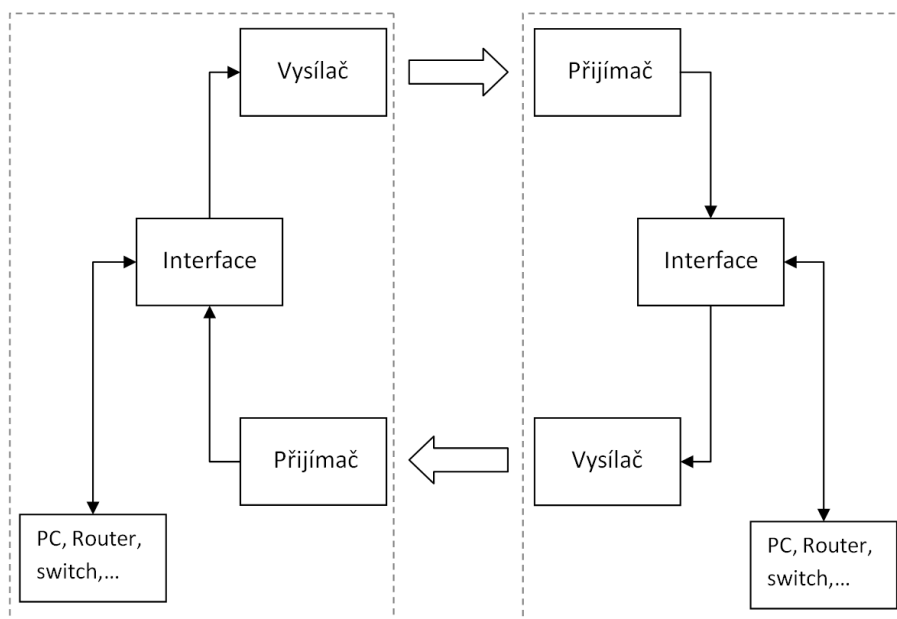 Vysílač
Přijímač
Interface
Interface
Přijímač
Vysílač
PC, Router,
switch,...
PC, Router,
switch,...